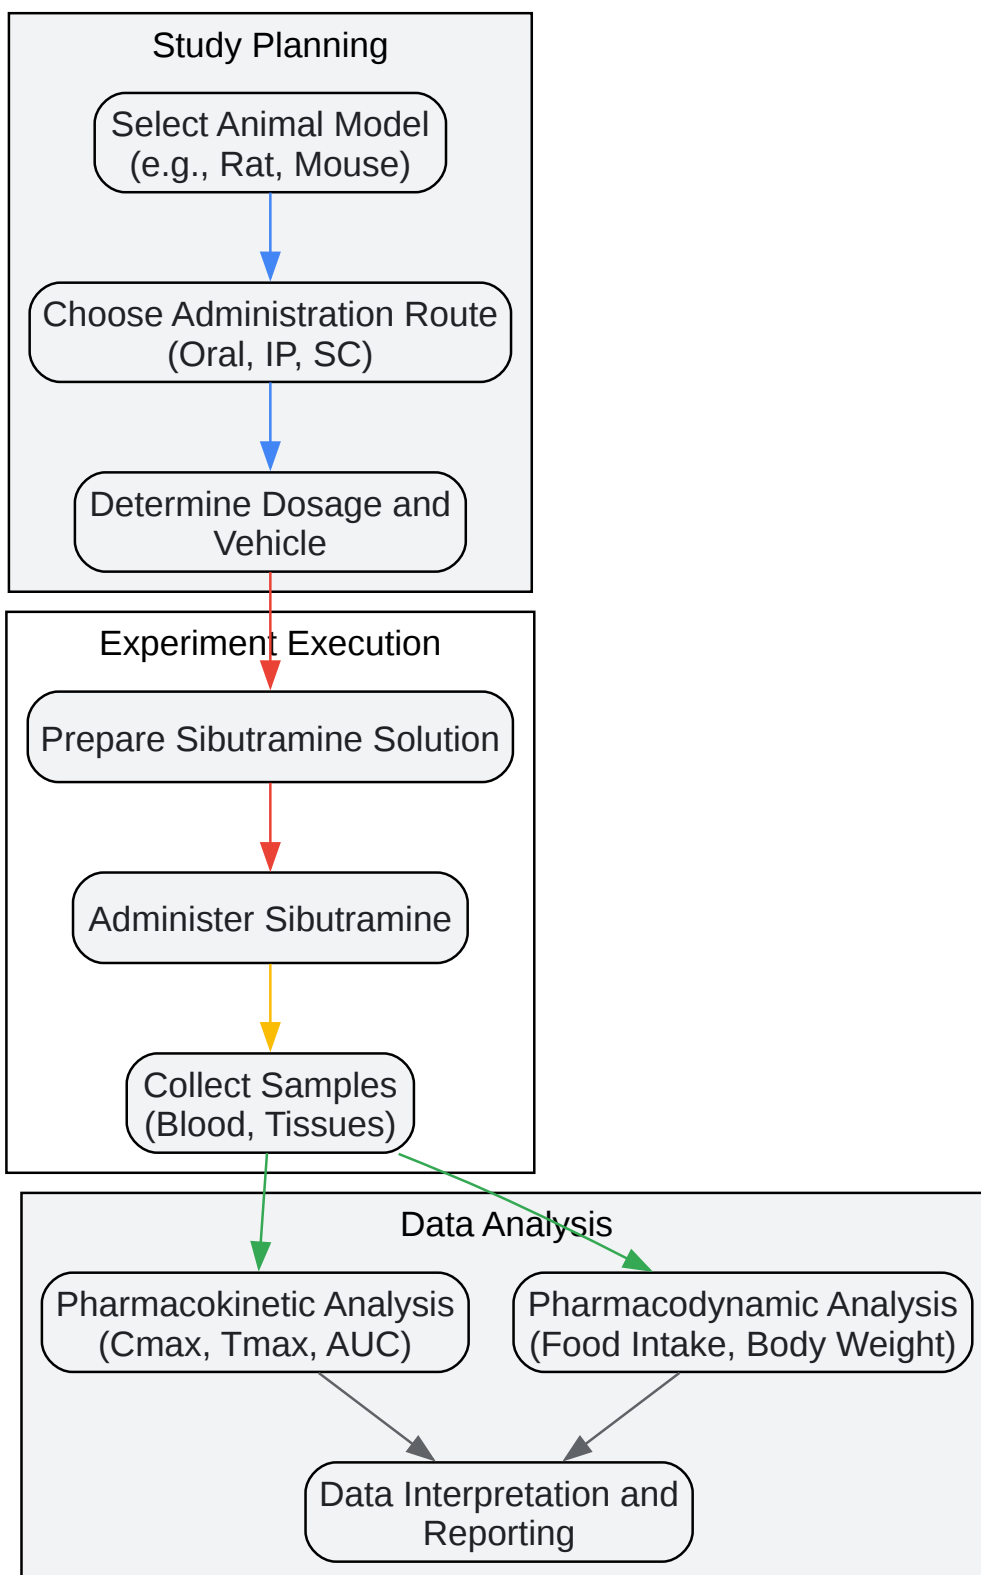 Study Planning
Select Animal Model
(e.g., Rat, Mouse)
Choose Administration Route
(Oral, IP, SC)
Determine Dosage and
Vehicle
Experiment Execution
Prepare Sibutramine Solution
Administer Sibutramine
Collect Samples
(Blood, Tissues)
Data Analysis
Pharmacokinetic Analysis
(Cmax, Tmax, AUC)
Pharmacodynamic Analysis
(Food Intake, Body Weight)
Data Interpretation and
Reporting